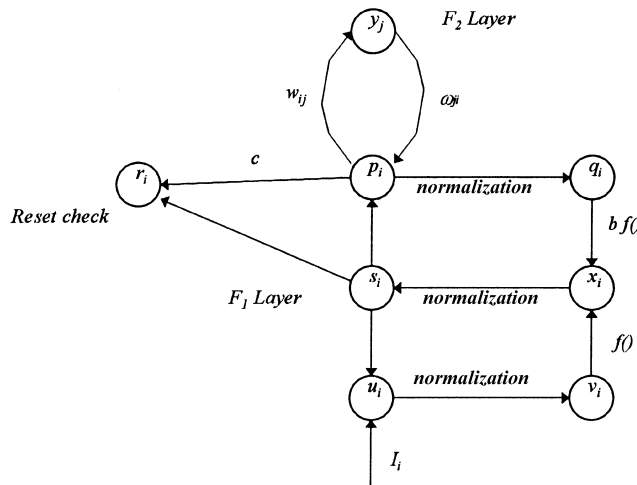 y_j
F_2 Layer
w_ij
ω_ji
c
r_i
p_i
normalization
q_i
Reset check
b f()
F_1 Layer
s_i
normalization
x_i
f()
normalization
u_i
v_i
I_i